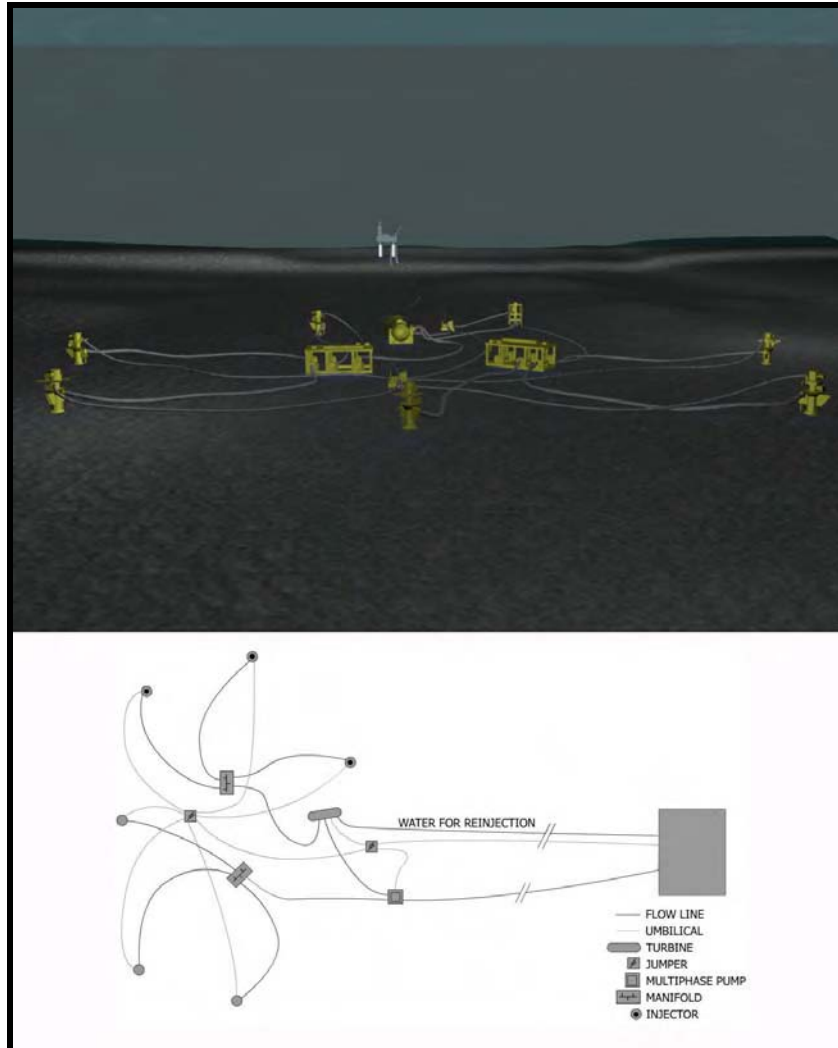 WATER FOR REINJECTION
FLOW LINE
UMBILICAL
TURBINE
JUMPER
MULTIPHASE PUMP
MANIFOLD
INJECTOR